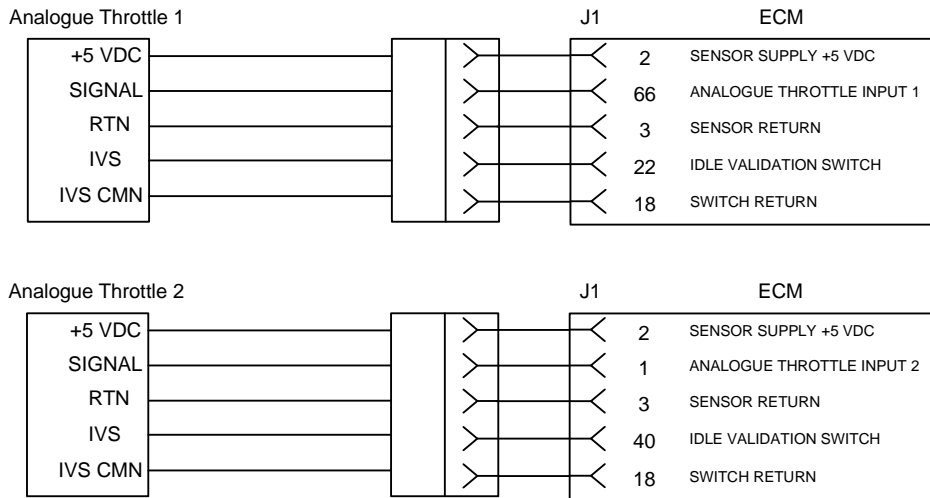 Analogue Throttle 1 J1 ECM
+5 VDC 2 SENSOR SUPPLY +5 VDC
SIGNAL 66 ANALOGUE THROTTLE INPUT 1
RTN 3 SENSOR RETURN
IVS 22 IDLE VALIDATION SWITCH
IVS CMN 18 SWITCH RETURN
Analogue Throttle 2 J1 ECM
+5 VDC 2 SENSOR SUPPLY +5 VDC
SIGNAL 1 ANALOGUE THROTTLE INPUT 2
RTN 3 SENSOR RETURN
IVS 40 IDLE VALIDATION SWITCH
IVS CMN 18 SWITCH RETURN